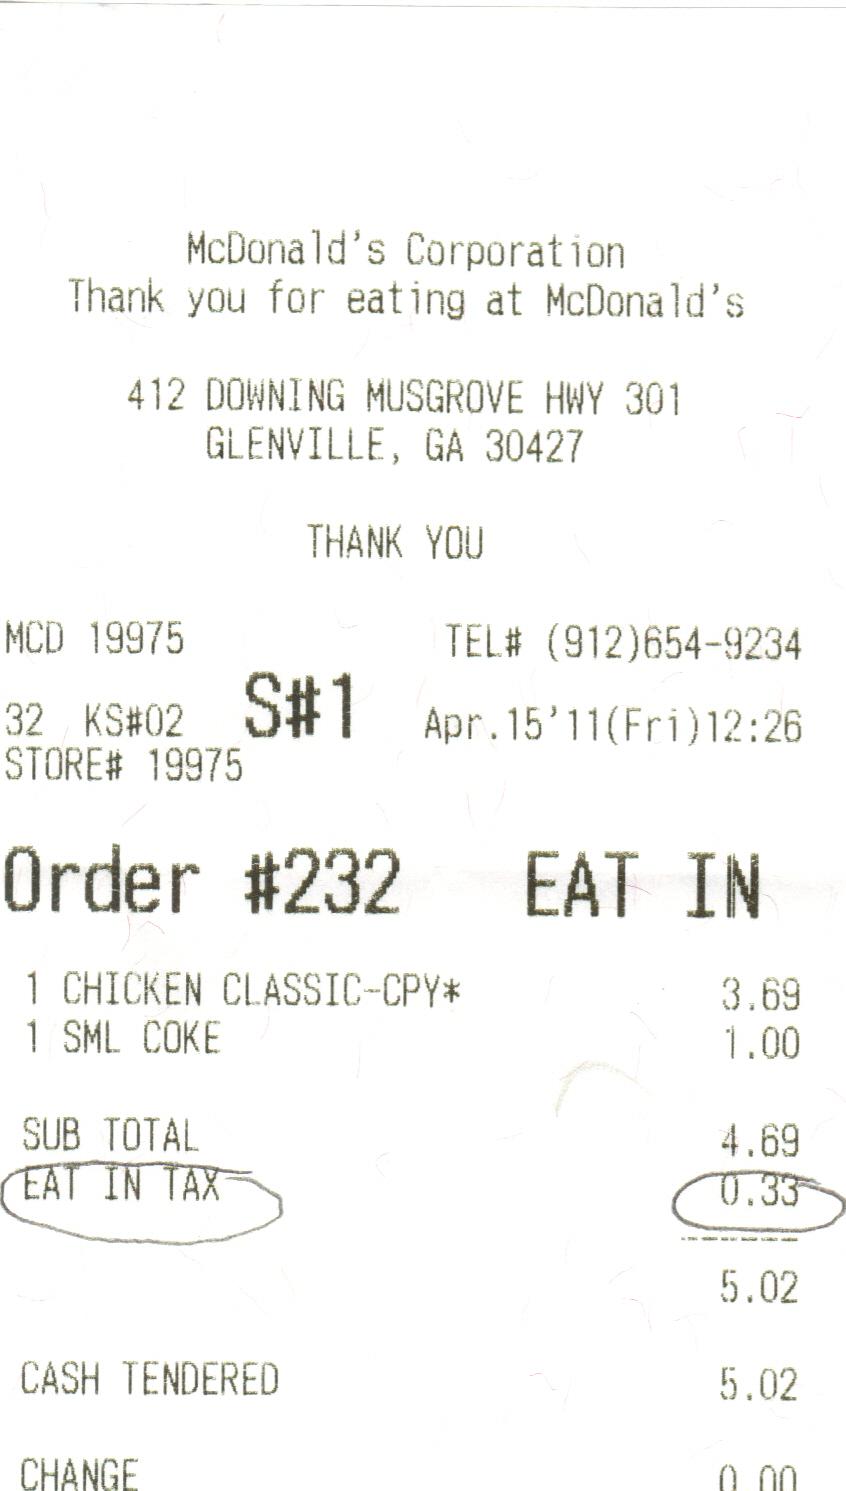 McDonald's Corporation
Thank you for eating at McDonald's
412 DOWNING MUSGROVE HWY 301
GLENVILLE, GA 30427
THANK YOU
MCD 19975 TEL# (912)654-9234
32 KS#02 S#1 Apr.15'11(Fri)12:26
STORE# 19975
Order #232 EAT IN
1 CHICKEN CLASSIC-CPY* 3.69
1 SML COKE 1.00
SUB TOTAL 4.69
EAT IN TAX 0.33
5.02
CASH TENDERED 5.02
CHANGE 0.00